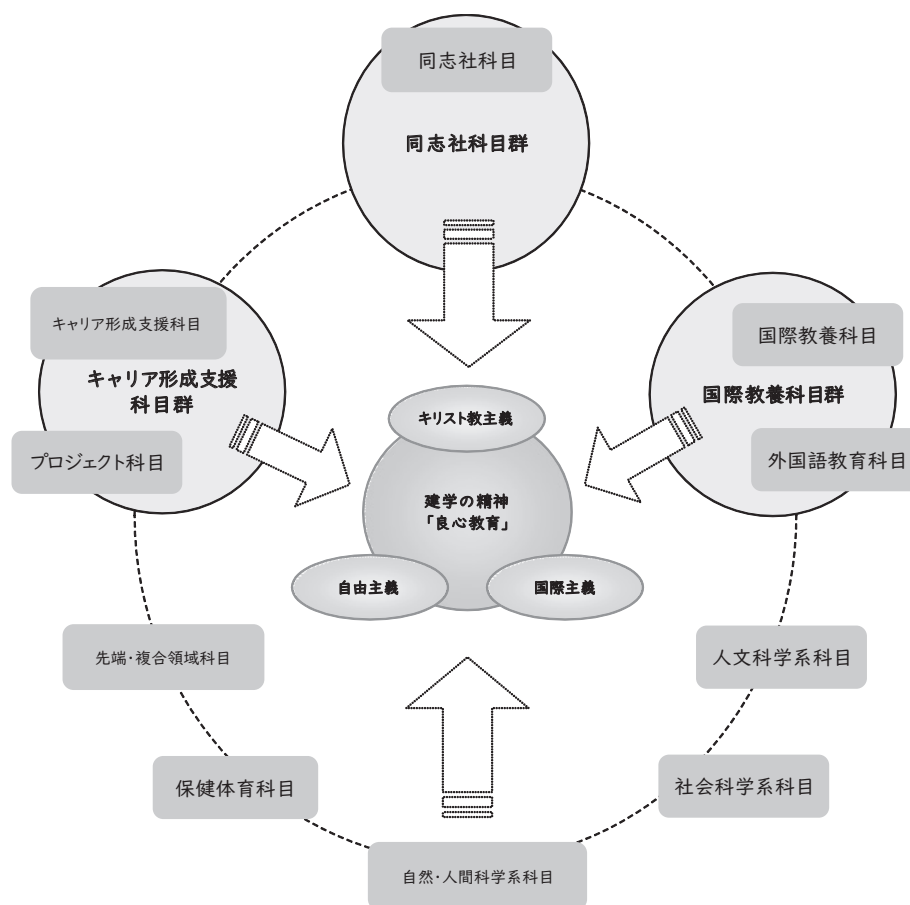 同志社科目
同志社科目群
キャリア形成支援科目
キャリア形成支援
科目群
プロジェクト科目
国際教養科目
国際教養科目群
外国語教育科目
キリスト教主義
建学の精神
「良心教育」
自由主義
国際主義
先端・複合領域科目
人文科学系科目
保健体育科目
社会科学系科目
自然・人間科学系科目